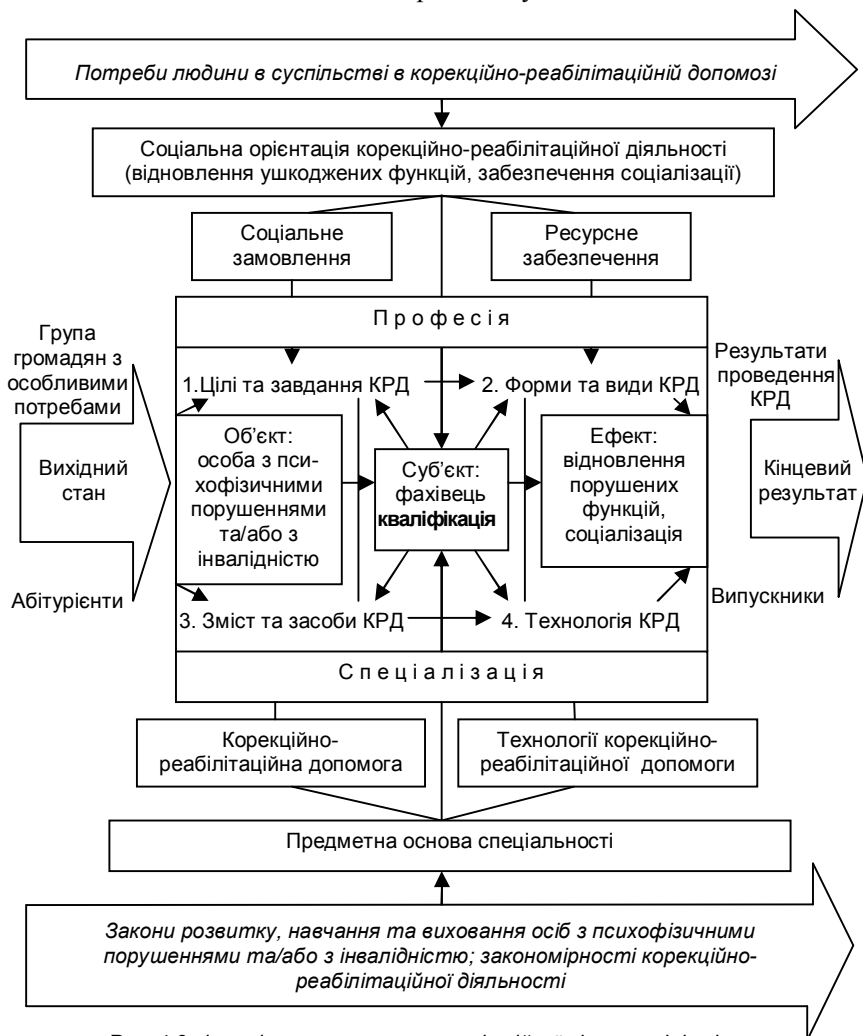 Потреби людини в суспільстві в корекційно-реабілітаційній допомозі
Соціальна орієнтація корекційно-реабілітаційної діяльності
(відновлення ушкоджених функцій, забезпечення соціалізації)
Соціальне
замовлення
Ресурсне
забезпечення
Професія
Група
громадян з
особливими
потребами
Вихідний
стан
Абітурієнти
1.Цілі та завдання КРД
2. Форми та види КРД
Об’єкт:
особа з пси-
хофізичними
порушеннями
та/або з
інвалідністю
Суб’єкт:
фахівець
кваліфікація
Ефект:
відновлення
порушених
функцій,
соціалізація
3. Зміст та засоби КРД
4. Технологія КРД
Результати
проведення
КРД
Кінцевий
результат
Випускники
Спеціалізація
Корекційно-
реабілітаційна допомога
Технології корекційно-
реабілітаційної допомоги
Предметна основа спеціальності
Закони розвитку, навчання та виховання осіб з психофізичними
порушеннями та/або з інвалідністю; закономірності корекційно-
реабілітаційної діяльності